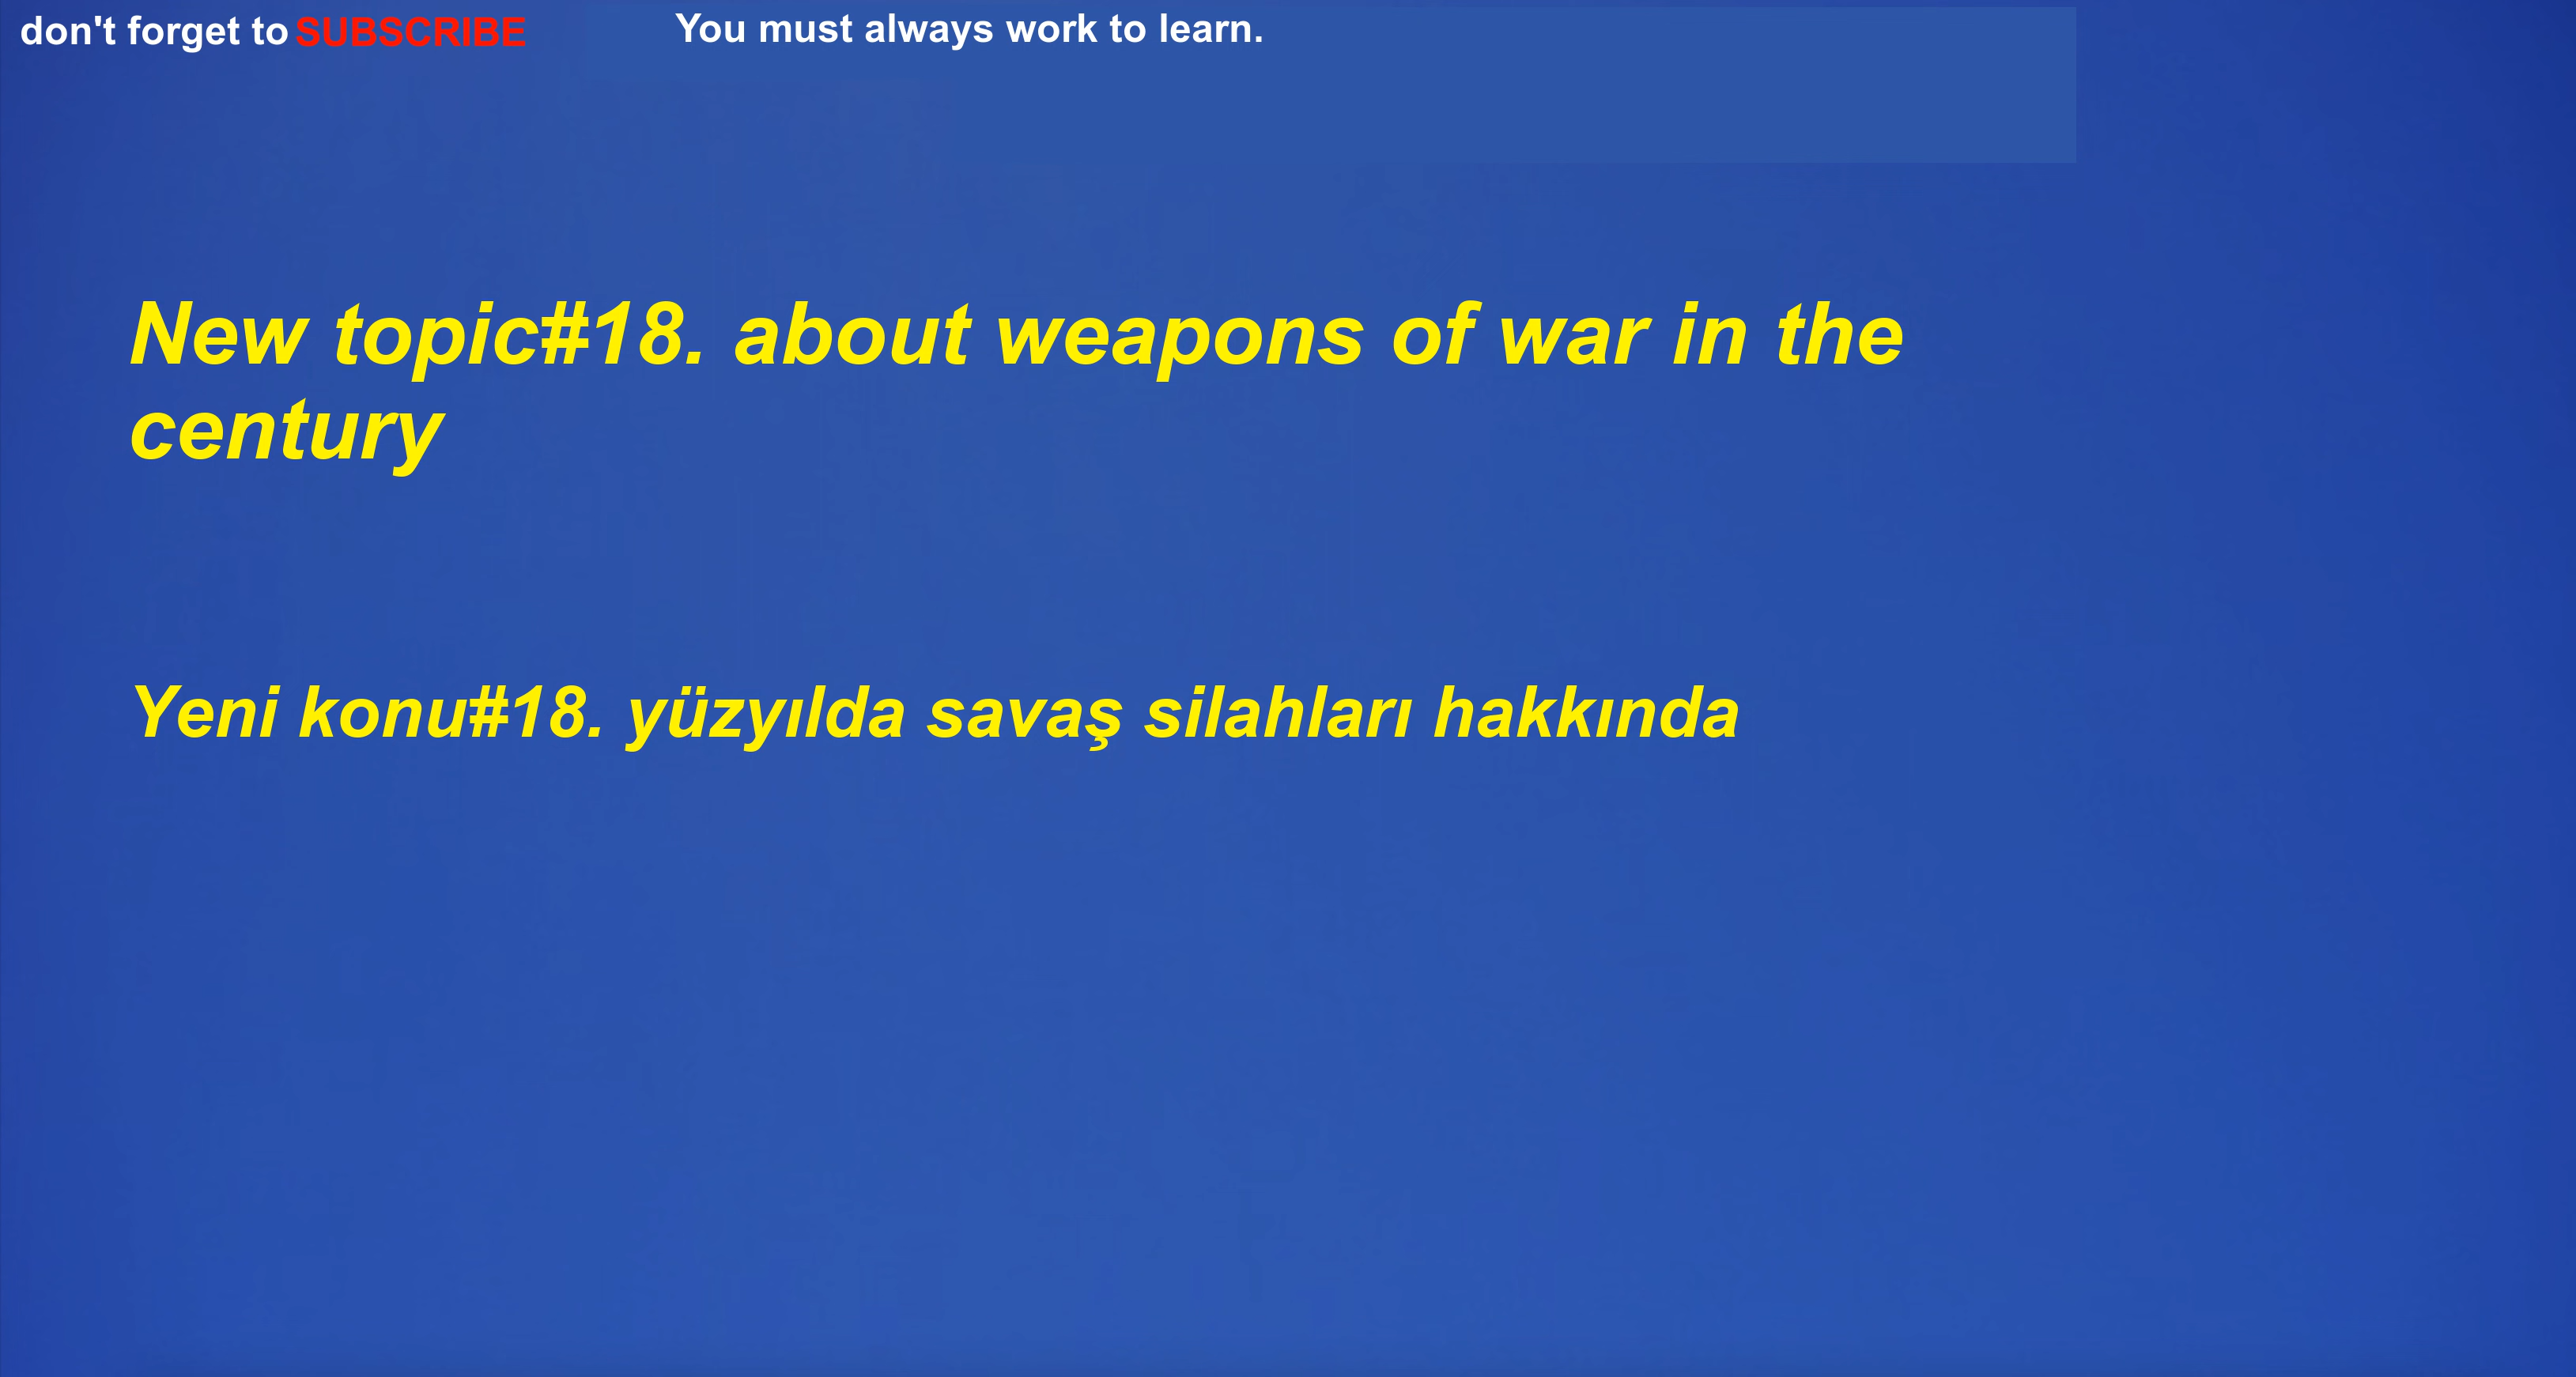 don't forget to SUBSCRIBE You must always work to learn.
New topic#18. about weapons of war in the
century
Yeni konu#18. yüzyılda savaş silahları hakkında